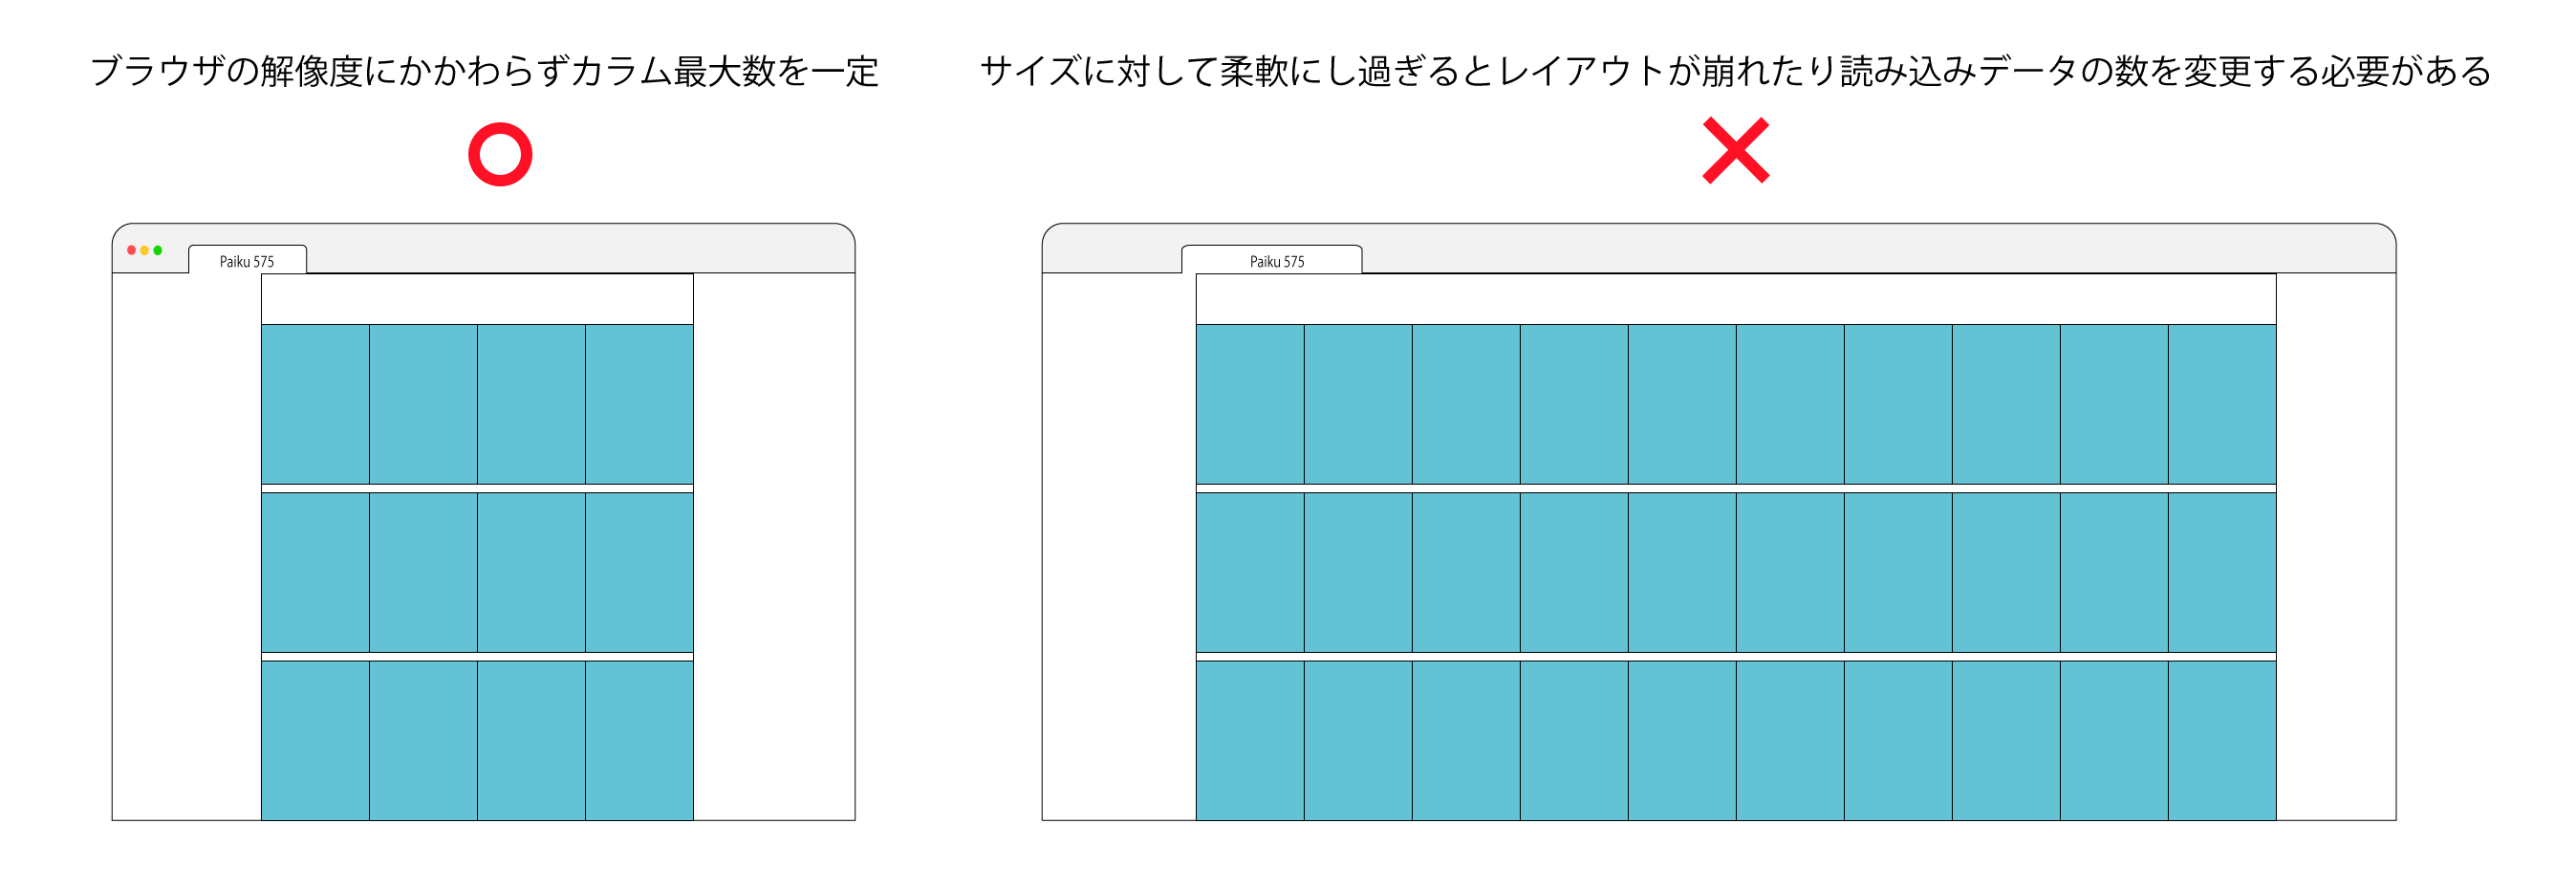 ブラウザの解像度にかかわらずカラム最大数を一定
サイズに対して柔軟にし過ぎるとレイアウトが崩れたり読み込みデータの数を変更する必要がある
Paiku 575
Paiku 575